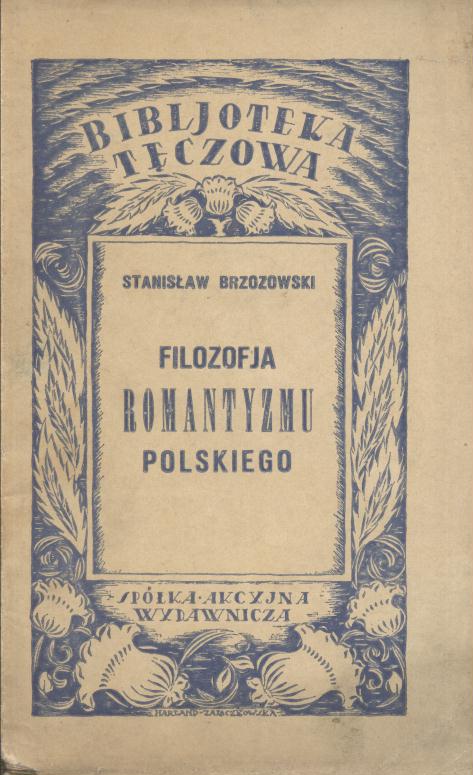 BIBLJOTEKA
TĘCZOWA
STANISŁAW BRZOZOWSKI
FILOZOFJA
ROMANTYZMU
POLSKIEGO
SPÓŁKA·AKCYJNA
WYDAWNICZA
HARLAND-ZAJĄCZKOWSKA